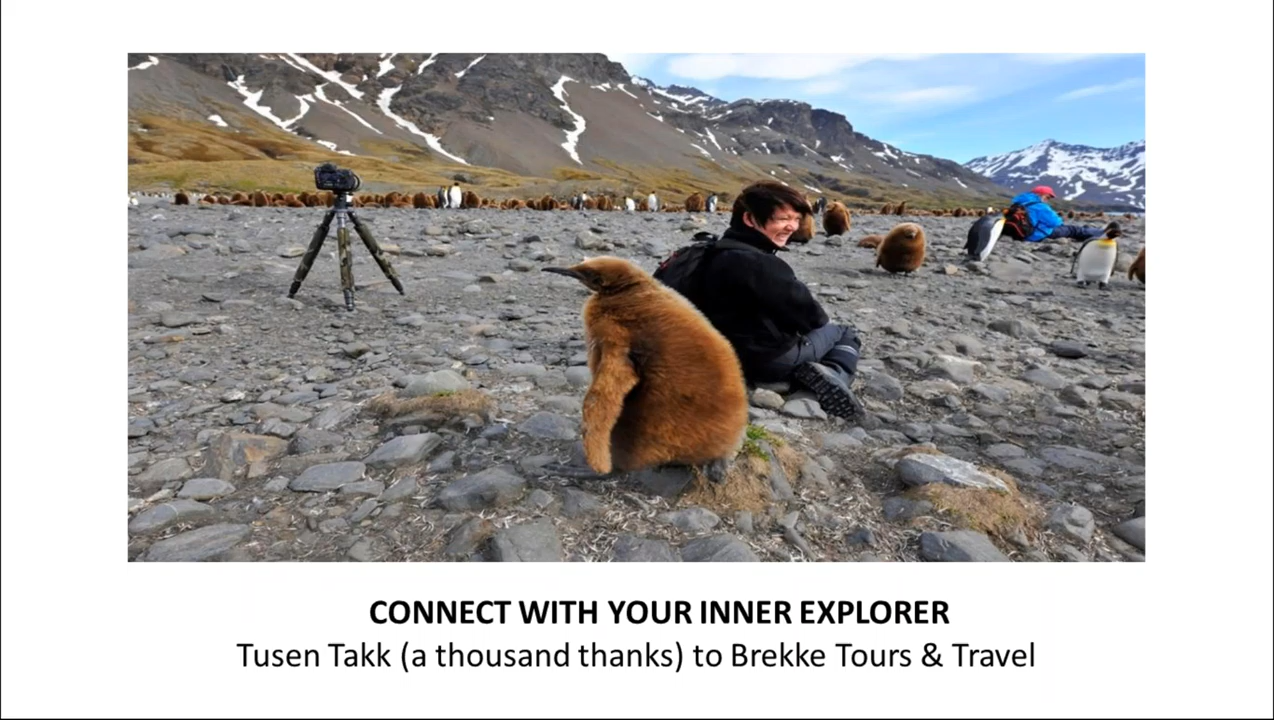 CONNECT WITH YOUR INNER EXPLORER
Tusen Takk (a thousand thanks) to Brekke Tours & Travel